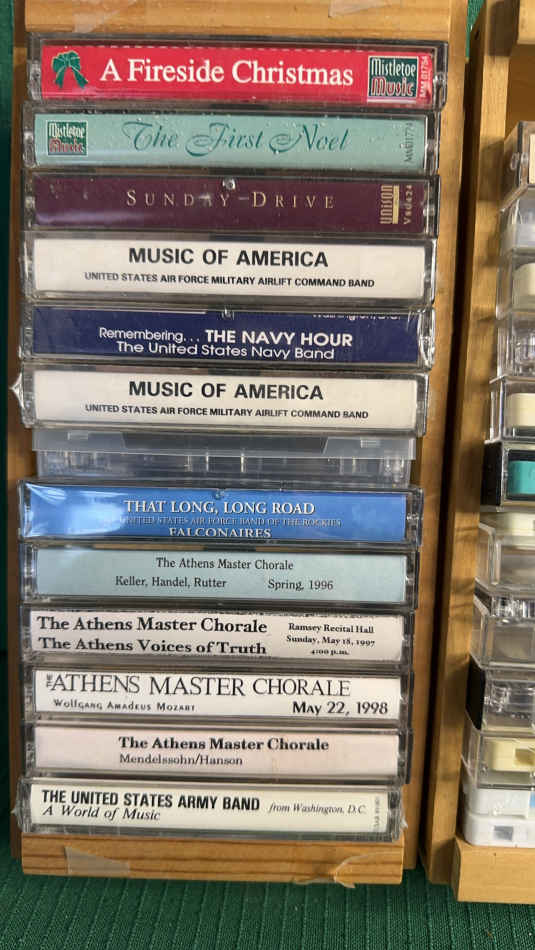 A Fireside Christmas
Mistletoe
Music
MM 01754
Mistletoe
Music
The First Noel
MM01774
SUNDAY-DRIVE
unison
V80424
MUSIC OF AMERICA
UNITED STATES AIR FORCE MILITARY AIRLIFT COMMAND BAND
Remembering... THE NAVY HOUR
The United States Navy Band
MUSIC OF AMERICA
UNITED STATES AIR FORCE MILITARY AIRLIFT COMMAND BAND
THAT LONG, LONG ROAD
UNITED STATES AIR FORCE BAND OF THE ROCKIES
FALCONAIRES
The Athens Master Chorale
Keller, Handel, Rutter Spring, 1996
The Athens Master Chorale
The Athens Voices of Truth
Ramsey Recital Hall
Sunday, May 18, 1997
4:00 p.m.
THE ATHENS MASTER CHORALE
Wolfgang Amadeus Mozart May 22, 1998
The Athens Master Chorale
Mendelssohn/Hanson
THE UNITED STATES ARMY BAND from Washington, D.C.
A World of Music